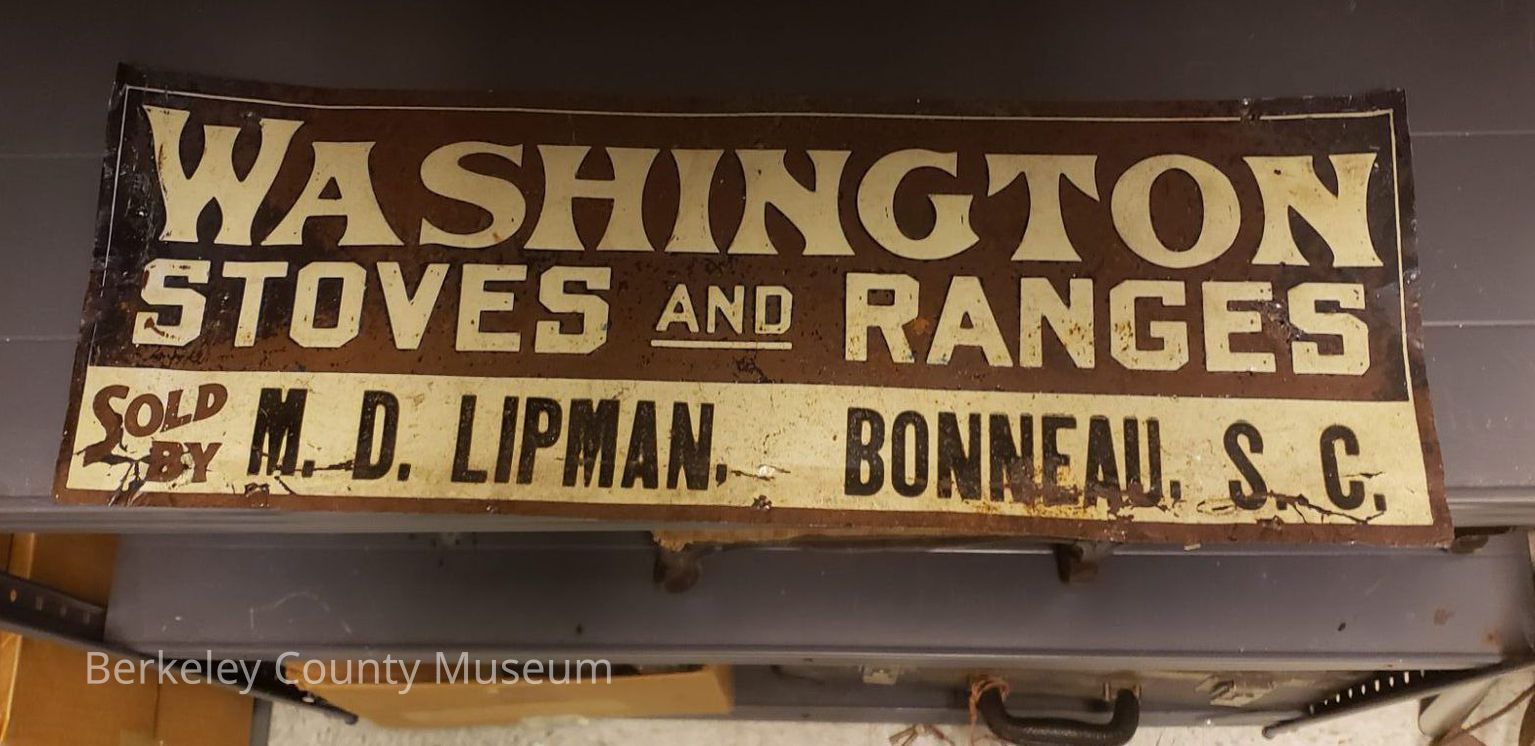 WASHINGTON
STOVES AND RANGES
SOLD BY M. D. LIPMAN, BONNEAU, S. C.
Berkeley County Museum